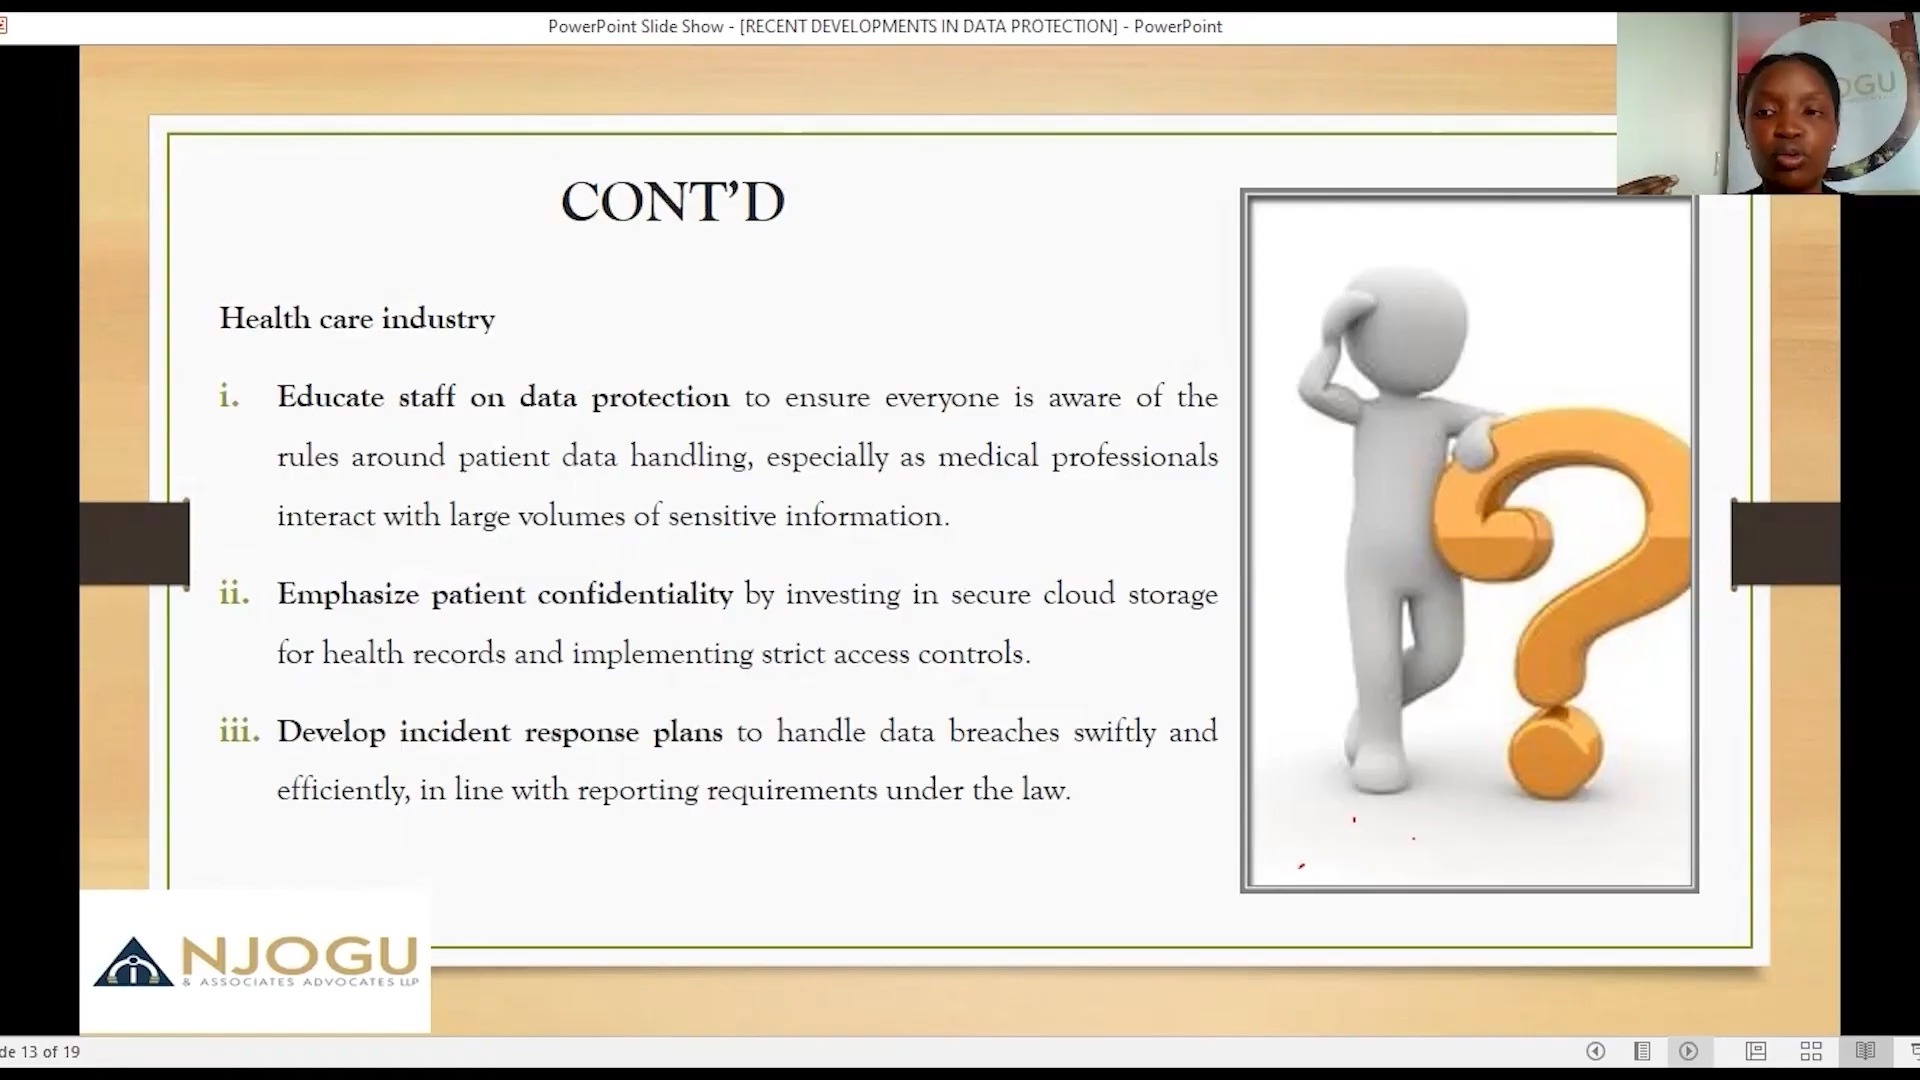 PowerPoint Slide Show - [RECENT DEVELOPMENTS IN DATA PROTECTION] - PowerPoint
OGU
CONT'D
Health care industry
i. Educate staff on data protection to ensure everyone is aware of the
rules around patient data handling, especially as medical professionals
interact with large volumes of sensitive information.
ii. Emphasize patient confidentiality by investing in secure cloud storage
for health records and implementing strict access controls.
iii. Develop incident response plans to handle data breaches swiftly and
efficiently, in line with reporting requirements under the law.
NJOGU
& ASSOCIATES ADVOCATES LLP
de 13 of 19